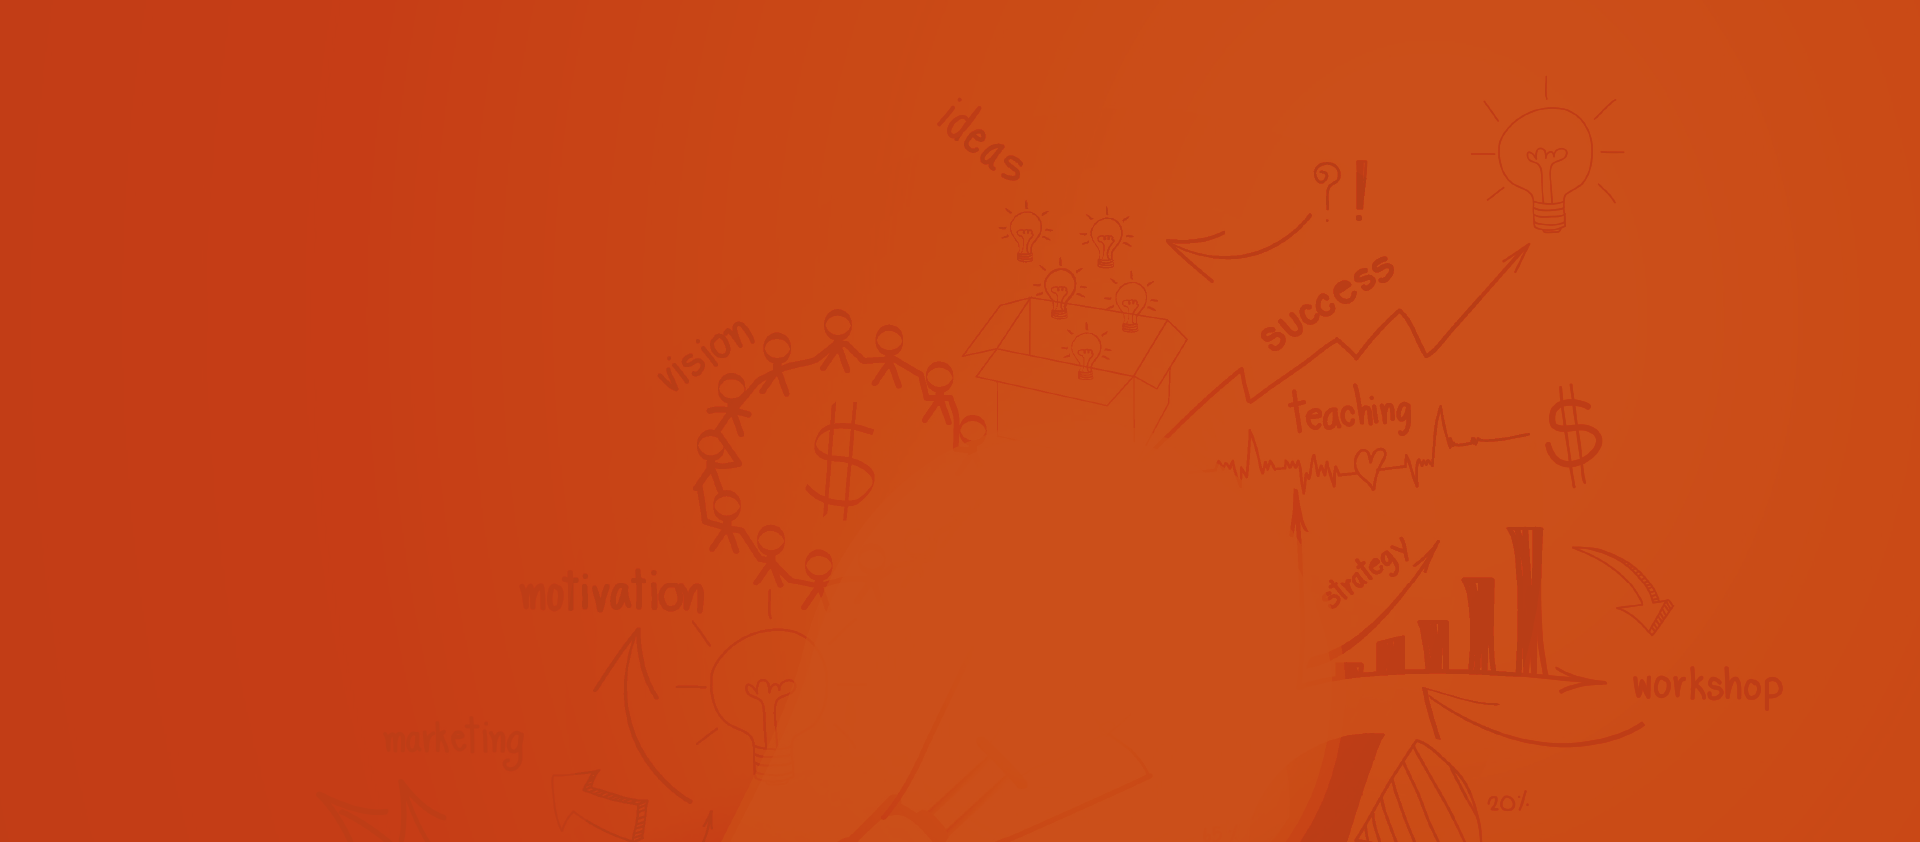 ideas
?!
success
vision
$
teaching
$
strategy
motivation
workshop
marketing
20%